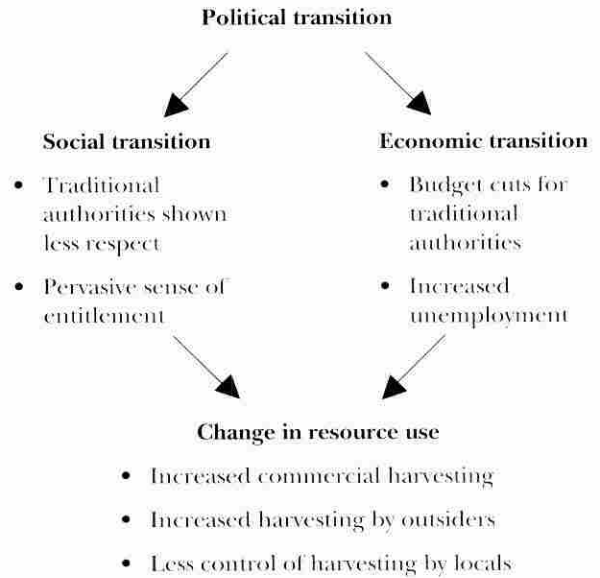 Political transition
Social transition
• Traditional
authorities shown
less respect
• Pervasive sense of
entitlement
Economic transition
• Budget cuts for
traditional
authorities
• Increased
unemployment
Change in resource use
• Increased commercial harvesting
• Increased harvesting by outsiders
• Less control of harvesting by locals